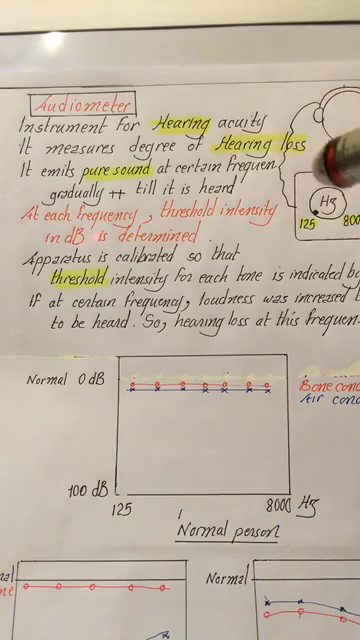 Audiometer
Instrument for Hearing acuity
It measures degree of Hearing loss
It emits pure sound at certain frequen
gradually ++ till it is heard
At each frequency, threshold intensity
in dB is determined.
Hz
125 800
Apparatus is calibrated so that
threshold intensity for each tone is indicated by
If at certain frequency, loudness was increased
to be heard. So, hearing loss at this frequen
Normal 0 dB
Bone cond
Air cond
100 dB
125 8000 Hz
Normal person
Normal